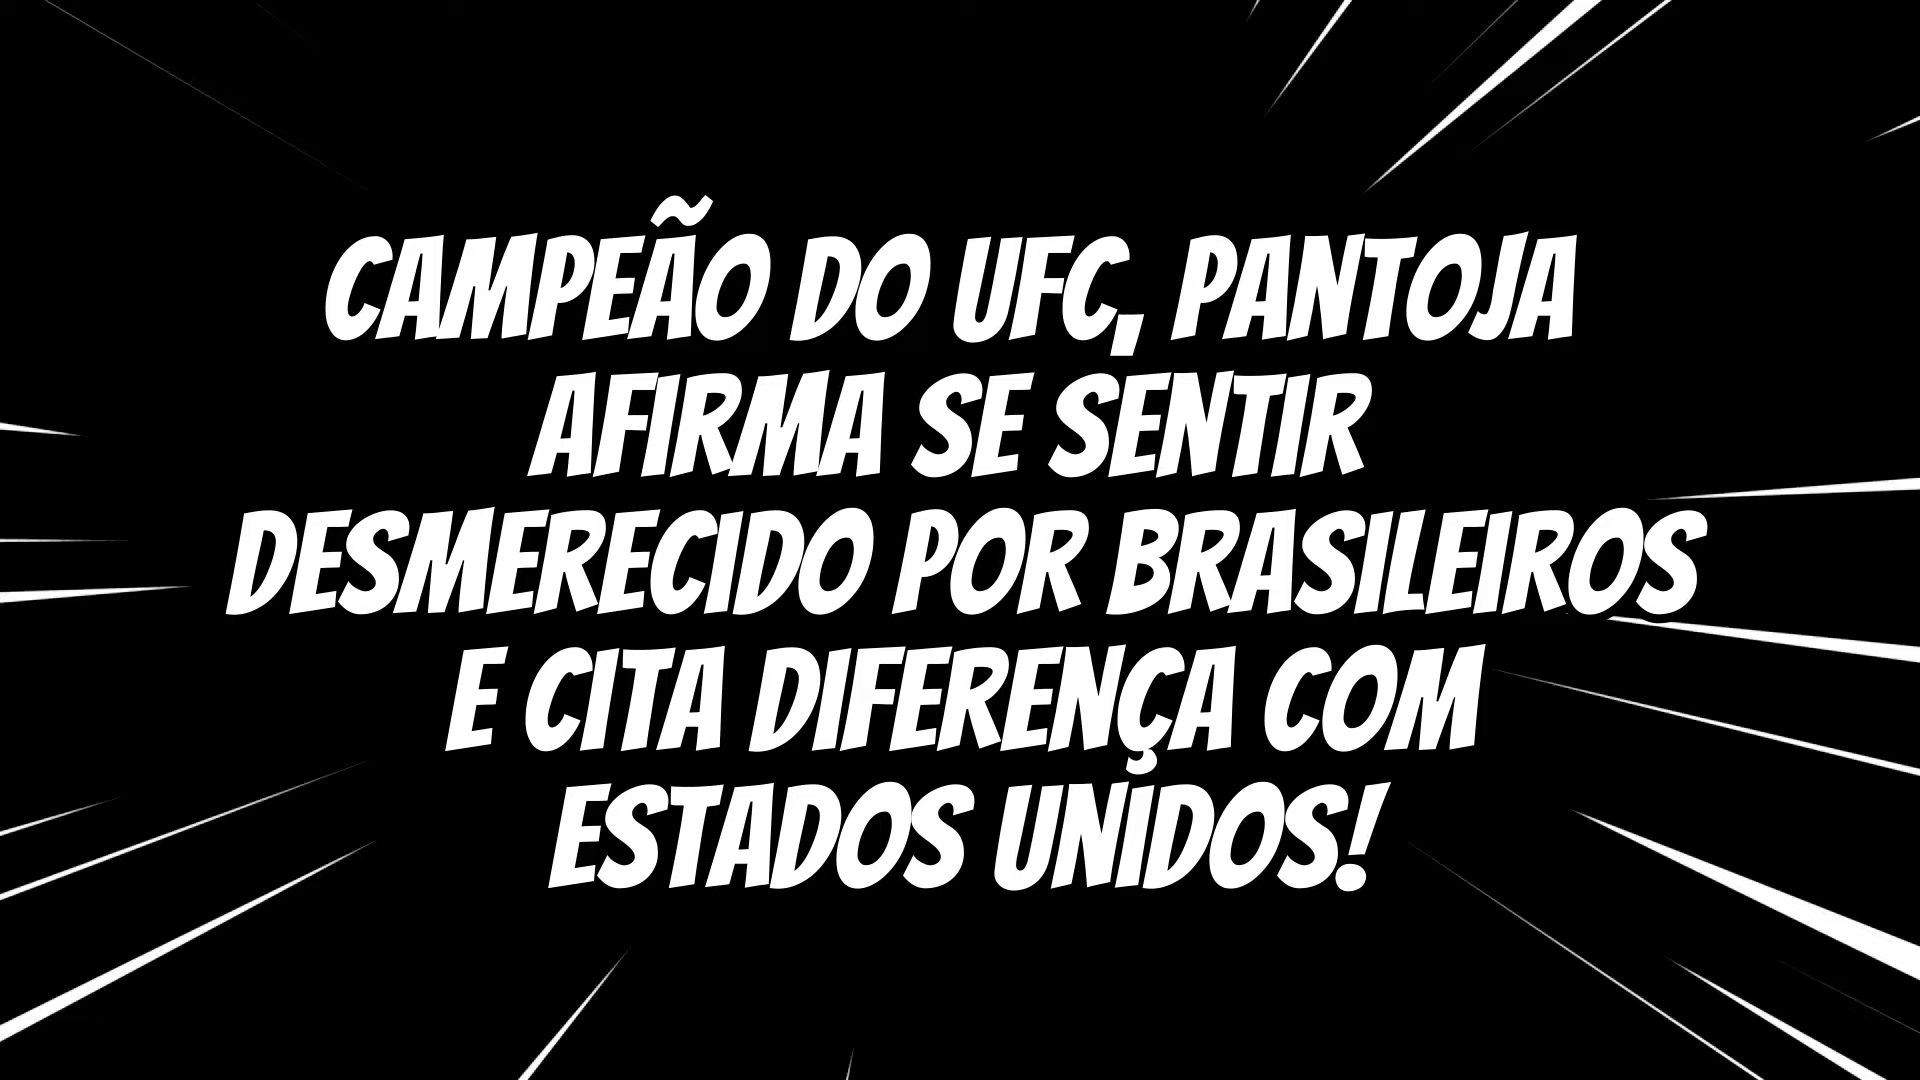 CAMPEÃO DO UFC, PANTOJA
AFIRMA SE SENTIR
DESMERECIDO POR BRASILEIROS
E CITA DIFERENÇA COM
ESTADOS UNIDOS!